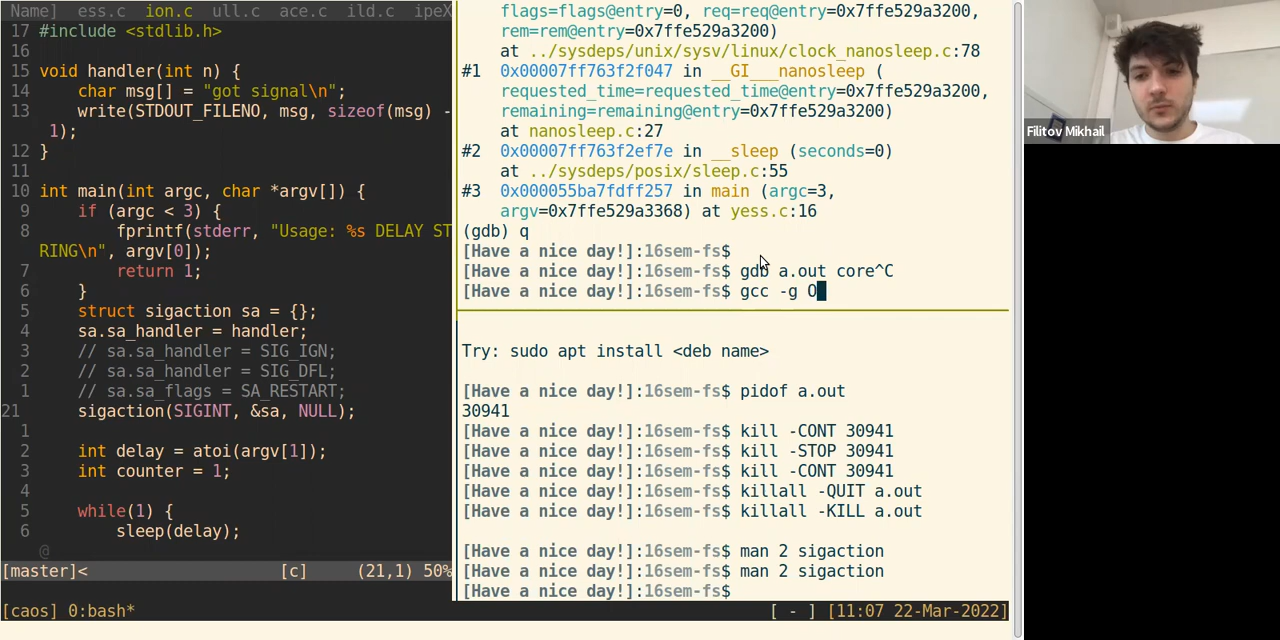 Name]  ess.c  ion.c  ull.c  ace.c  ild.c  ipeX
17 #include <stdlib.h>
16
15 void handler(int n) {
14     char msg[] = "got signal\n";
13     write(STDOUT_FILENO, msg, sizeof(msg) -
 1);
12 }
11
10 int main(int argc, char *argv[]) {
9     if (argc < 3) {
8         fprintf(stderr, "Usage: %s DELAY ST
RING\n", argv[0]);
7         return 1;
6     }
5     struct sigaction sa = {};
4     sa.sa_handler = handler;
3     // sa.sa_handler = SIG_IGN;
2     // sa.sa_handler = SIG_DFL;
1     // sa.sa_flags = SA_RESTART;
21     sigaction(SIGINT, &sa, NULL);
1
2     int delay = atoi(argv[1]);
3     int counter = 1;
4
5     while(1) {
6         sleep(delay);
@
[master]<                    [c]     (21,1) 50%
flags=flags@entry=0, req=req@entry=0x7ffe529a3200,
rem=rem@entry=0x7ffe529a3200)
at ../sysdeps/unix/sysv/linux/clock_nanosleep.c:78
#1  0x00007ff763f2f047 in __GI___nanosleep (
requested_time=requested_time@entry=0x7ffe529a3200,
remaining=remaining@entry=0x7ffe529a3200)
at nanosleep.c:27
#2  0x00007ff763f2ef7e in __sleep (seconds=0)
at ../sysdeps/posix/sleep.c:55
#3  0x000055ba7fdff257 in main (argc=3,
argv=0x7ffe529a3368) at yess.c:16
(gdb) q
[Have a nice day!]:16sem-fs$
[Have a nice day!]:16sem-fs$ gdb a.out core^C
[Have a nice day!]:16sem-fs$ gcc -g O
Try: sudo apt install <deb name>
[Have a nice day!]:16sem-fs$ pidof a.out
30941
[Have a nice day!]:16sem-fs$ kill -CONT 30941
[Have a nice day!]:16sem-fs$ kill -STOP 30941
[Have a nice day!]:16sem-fs$ kill -CONT 30941
[Have a nice day!]:16sem-fs$ killall -QUIT a.out
[Have a nice day!]:16sem-fs$ killall -KILL a.out
[Have a nice day!]:16sem-fs$ man 2 sigaction
[Have a nice day!]:16sem-fs$ man 2 sigaction
[Have a nice day!]:16sem-fs$
[caos] 0:bash*                    [ - ] [11:07 22-Mar-2022]
Filitov Mikhail